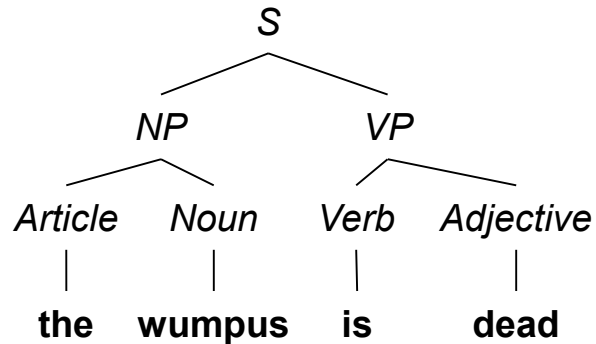 S
NP VP
Article Noun Verb Adjective
the wumpus is dead